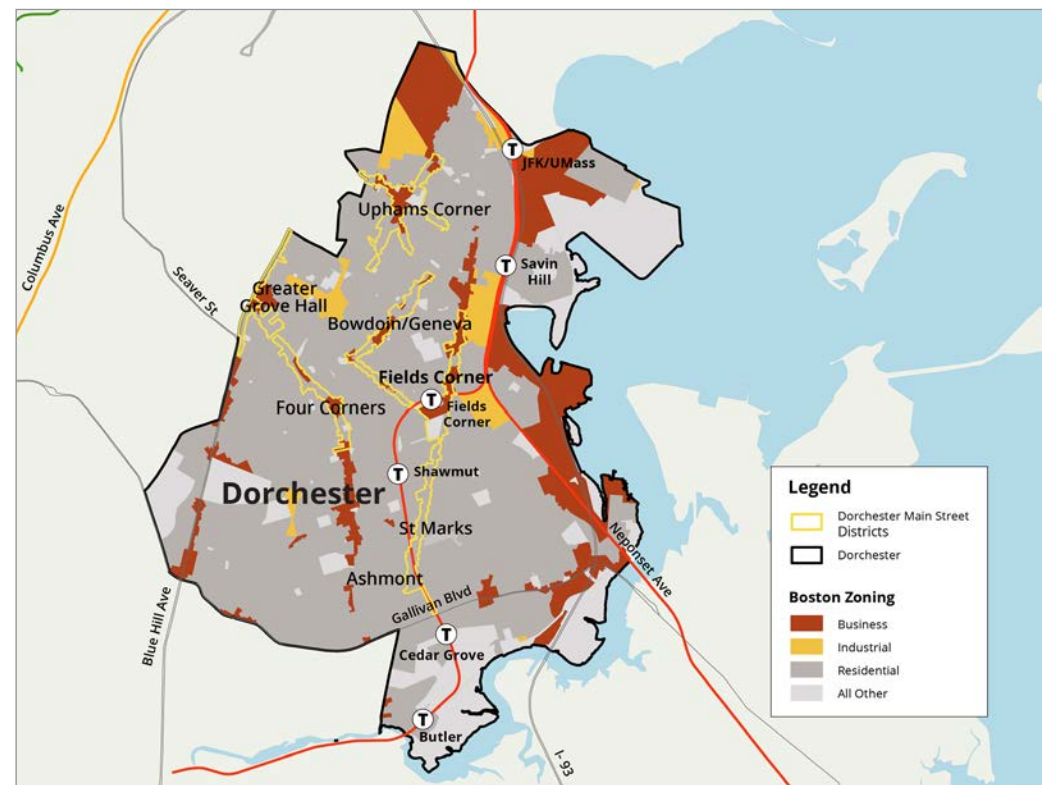 JFK/UMass
Uphams Corner
Columbus Ave
Seaver St
Savin
Hill
Greater
Grove Hall
Bowdoin/Geneva
Fields Corner
Four Corners
Fields
Corner
Shawmut
Dorchester
St Marks
Neponset Ave
Ashmont
Gallivan Blvd
Blue Hill Ave
Cedar Grove
Butler
I- 93
T
T
T
T
T
T
Legend
Dorchester Main Street
Districts
Dorchester
Boston Zoning
Business
Industrial
Residential
All Other